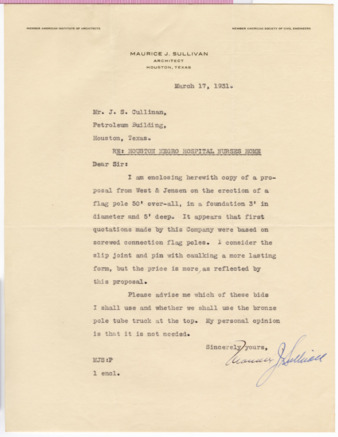 MEMBER AMERICAN INSTITUTE OF ARCHITECTS
MEMBER AMERICAN SOCIETY OF CIVIL ENGINEERS
MAURICE J. SULLIVAN
ARCHITECT
HOUSTON, TEXAS
March 17, 1931.
Mr. J. S. Cullinan,
Petroleum Building,
Houston, Texas.
RE: HOUSTON NEGRO HOSPITAL NURSES HOME
Dear Sir:
I am enclosing herewith copy of a pro-
posal from West & Jensen on the erection of a
flag pole 50' over-all, in a foundation 3' in
diameter and 5' deep. It appears that first
quotations made by this Company were based on
screwed connection flag poles. I consider the
slip joint and pin with caulking a more lasting
form, but the price is more, as reflected by
this proposal.
Please advise me which of these bids
I shall use and whether we shall use the bronze
pole tube truck at the top. My personal opinion
is that it is not needed.
Sincerely yours,
Maurice J. Sullivan
MJS:P
1 encl.